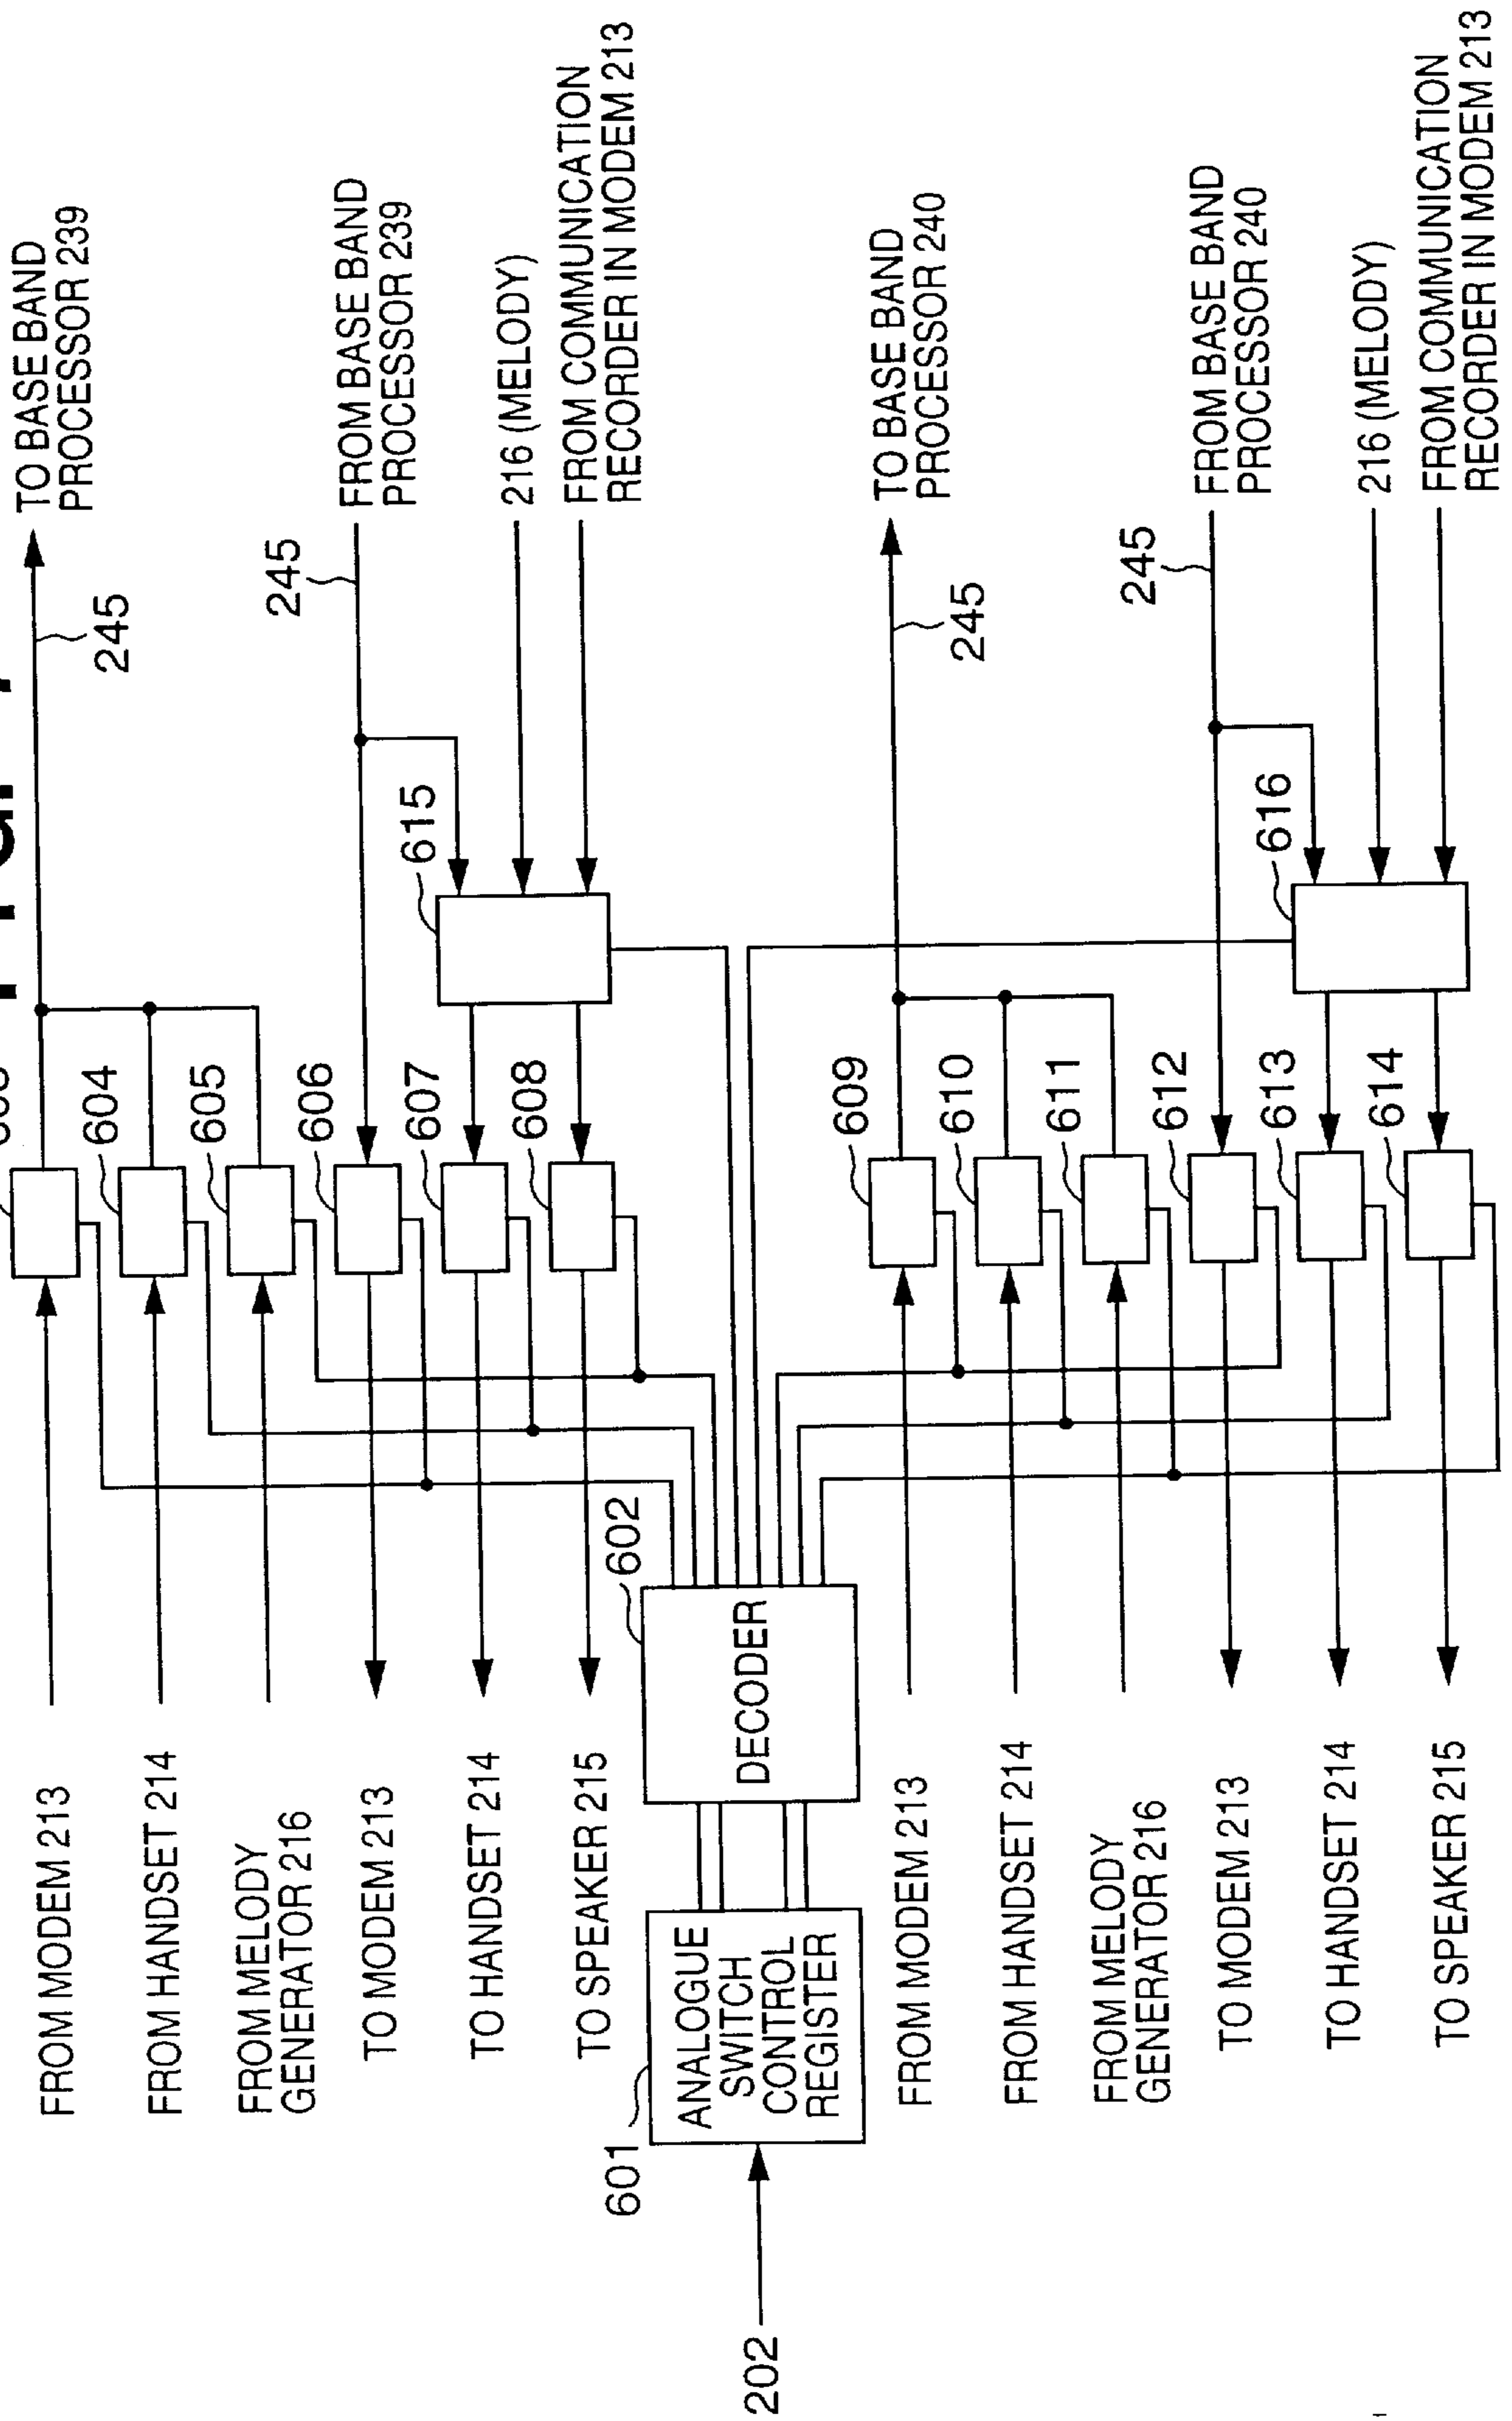 TO BASE BAND
PROCESSOR 239
245
FROM BASE BAND
PROCESSOR 239
245
216 (MELODY)
FROM COMMUNICATION
RECORDER IN MODEM 213
615
604
605
606
607
608
FROM MODEM 213
FROM HANDSET 214
FROM MELODY
GENERATOR 216
TO MODEM 213
TO HANDSET 214
TO SPEAKER 215
602
DECODER
601
ANALOGUE
SWITCH
CONTROL
REGISTER
202
TO BASE BAND
PROCESSOR 240
245
FROM BASE BAND
PROCESSOR 240
245
216 (MELODY)
FROM COMMUNICATION
RECORDER IN MODEM 213
616
609
610
611
612
613
614
FROM MODEM 213
FROM HANDSET 214
FROM MELODY
GENERATOR 216
TO MODEM 213
TO HANDSET 214
TO SPEAKER 215